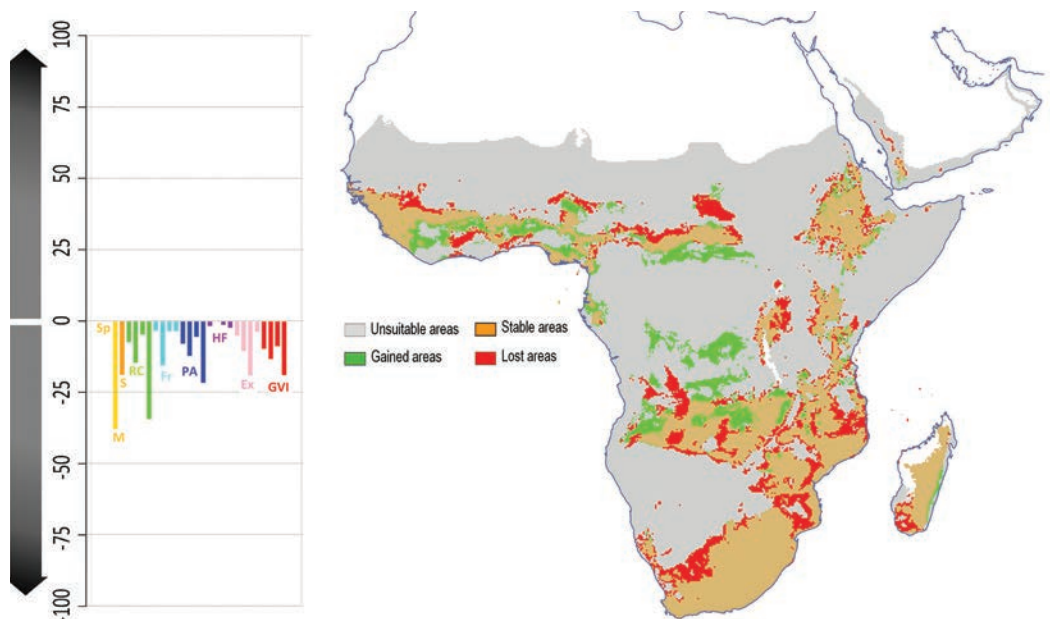 100
75
50
25
0
-25
-50
-75
-100
Sp
M
S
RC
Fr
PA
HF
Ex
GVI
Unsuitable areas
Stable areas
Gained areas
Lost areas